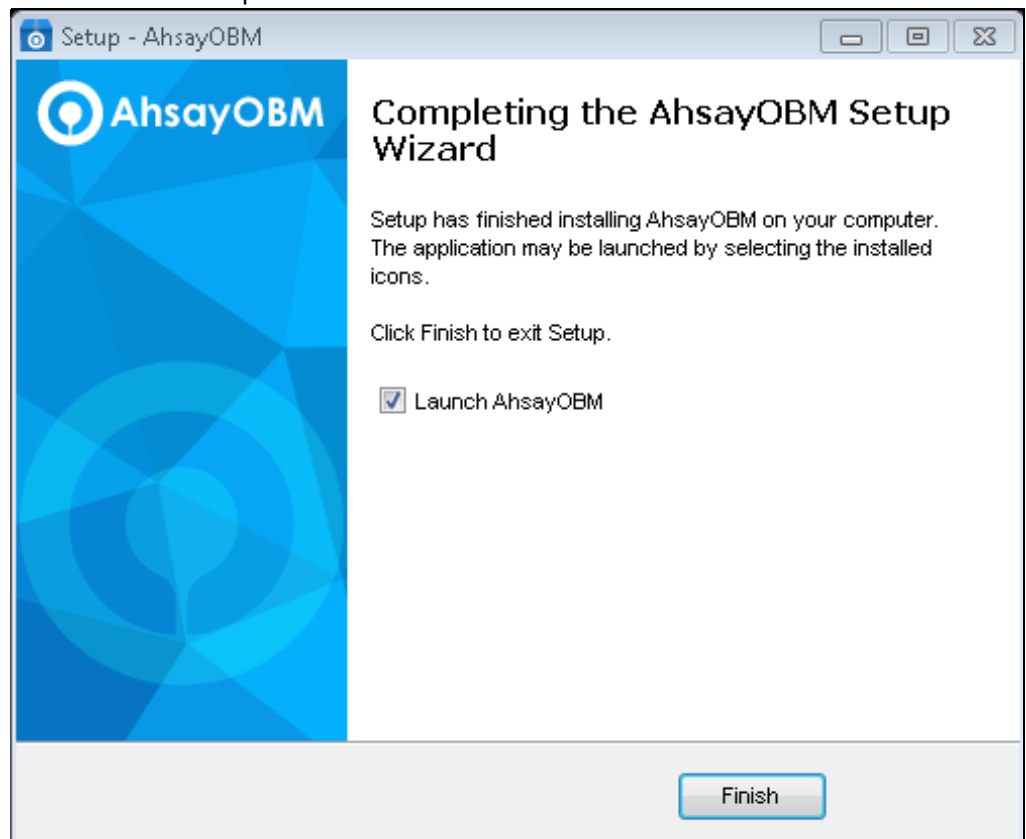 Setup - AhsayOBM
AhsayOBM
Completing the AhsayOBM Setup
Wizard
Setup has finished installing AhsayOBM on your computer.
The application may be launched by selecting the installed
icons.
Click Finish to exit Setup.
Launch AhsayOBM
Finish